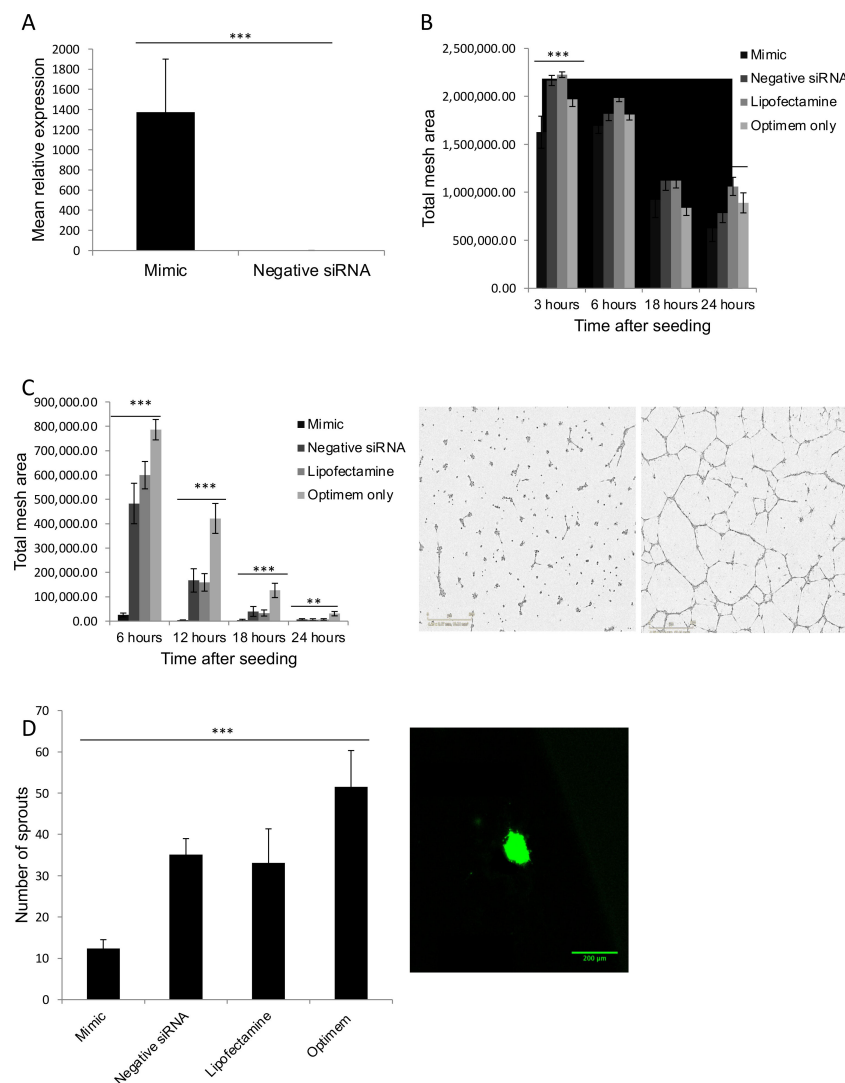 A
***
2000
1800
1600
1400
1200
1000
800
600
400
200
0
Mean relative expression
Mimic
Negative siRNA
B
***
2,500,000.00
2,000,000.00
1,500,000.00
1,000,000.00
500,000.00
0.00
Total mesh area
Mimic
Negative siRNA
Lipofectamine
Optimem only
3 hours 6 hours 18 hours 24 hours
Time after seeding
C
900,000.00
800,000.00
700,000.00
600,000.00
500,000.00
400,000.00
300,000.00
200,000.00
100,000.00
0.00
Total mesh area
***
***
***
**
Mimic
Negative siRNA
Lipofectamine
Optimem only
6 hours 12 hours 18 hours 24 hours
Time after seeding
D
70
60
50
40
30
20
10
0
Number of sprouts
***
Mimic
Negative siRNA
Lipofectamine
Optimem
200 µm